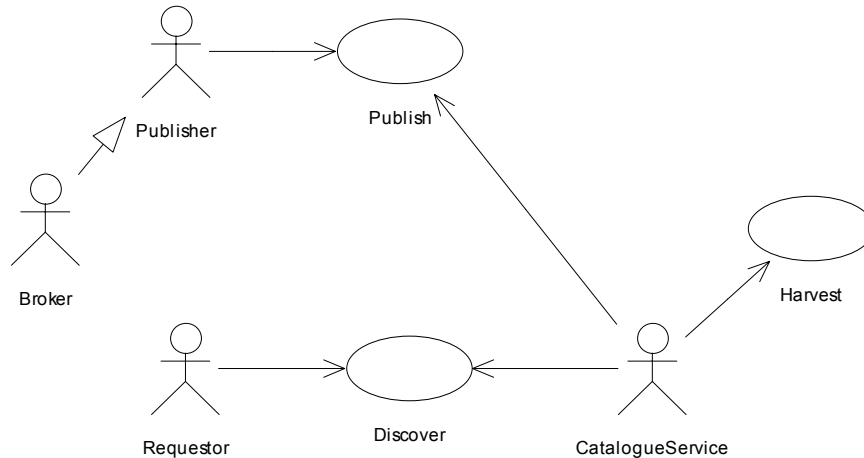 Publish
Publisher
Broker
Harvest
Requestor
Discover
CatalogueService